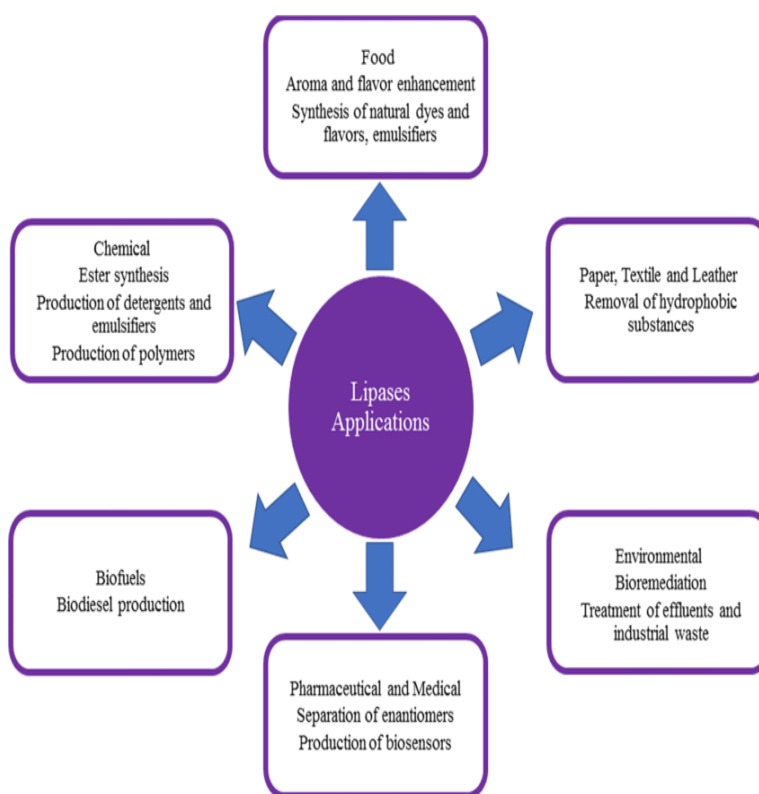 Food
Aroma and flavor enhancement
Synthesis of natural dyes and
flavors, emulsifiers
Chemical
Ester synthesis
Production of detergents and
emulsifiers
Production of polymers
Paper, Textile and Leather
Removal of hydrophobic
substances
Lipases
Applications
Biofuels
Biodiesel production
Environmental
Bioremediation
Treatment of effluents and
industrial waste
Pharmaceutical and Medical
Separation of enantiomers
Production of biosensors